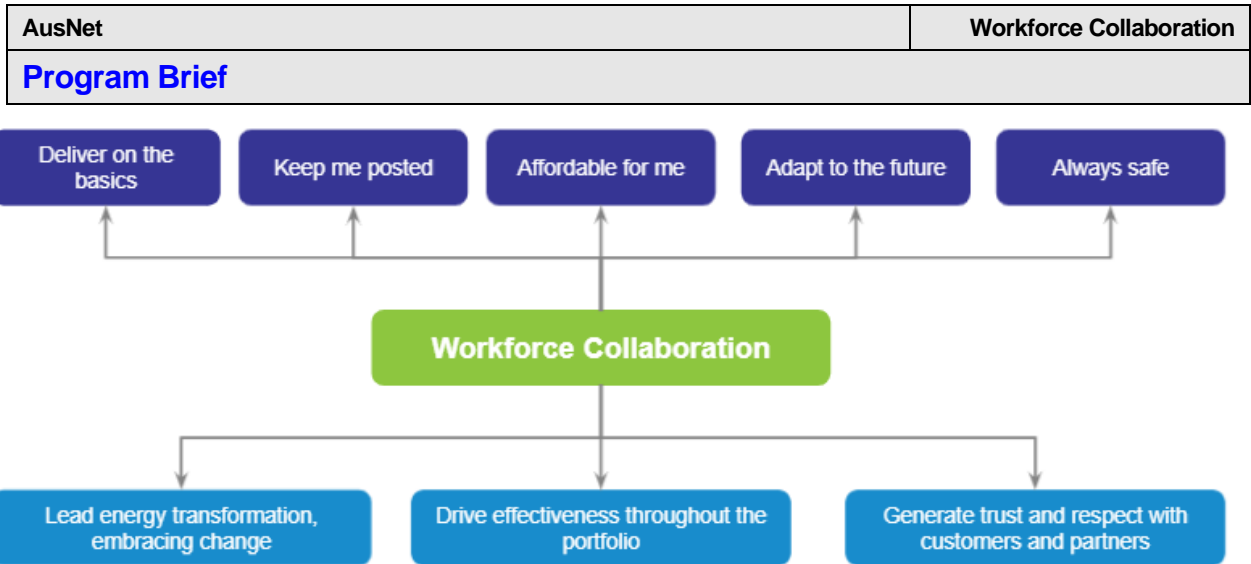 AusNet
Workforce Collaboration
Program Brief
Deliver on the
basics
Keep me posted
Affordable for me
Adapt to the future
Always safe
Workforce Collaboration
Lead energy transformation,
embracing change
Drive effectiveness throughout the
portfolio
Generate trust and respect with
customers and partners